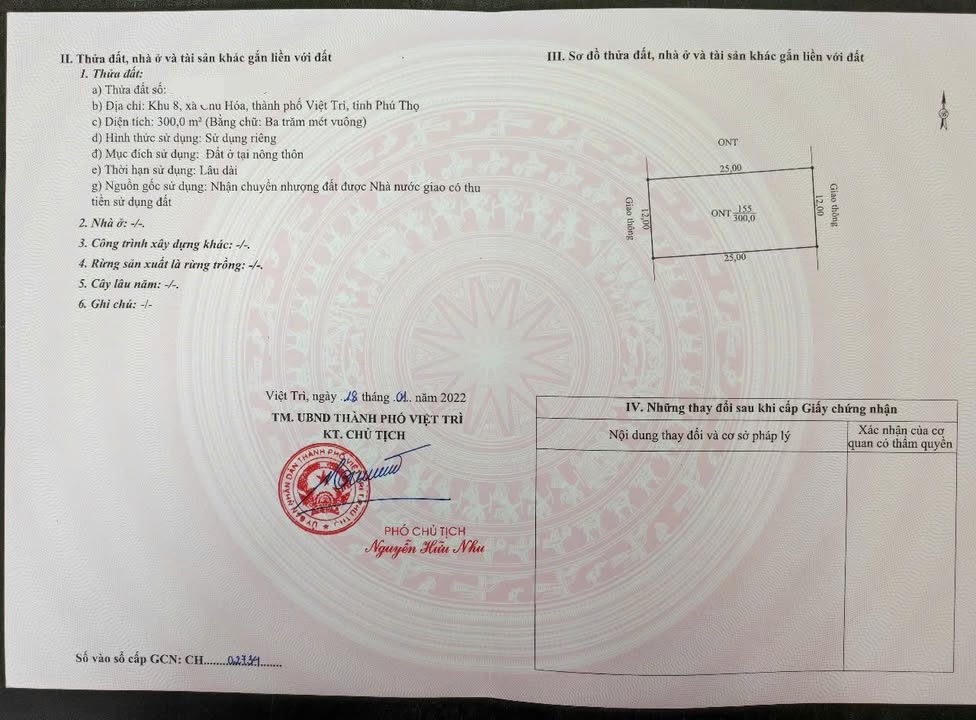 II. Thửa đất, nhà ở và tài sản khác gắn liền với đất
1. Thửa đất:
a) Thửa đất số:
b) Địa chỉ: Khu 8, xã Hóa, thành phố Việt Trì, tỉnh Phú Thọ
c) Diện tích: 300,0 m² (Bằng chữ: Ba trăm mét vuông)
d) Hình thức sử dụng: Sử dụng riêng
đ) Mục đích sử dụng: Đất ở tại nông thôn
e) Thời hạn sử dụng: Lâu dài
g) Nguồn gốc sử dụng: Nhận chuyển nhượng đất được Nhà nước giao có thu
tiền sử dụng đất
2. Nhà ở: -/-.
3. Công trình xây dựng khác: -/-.
4. Rừng sản xuất là rừng trồng: -/-.
5. Cây lâu năm: -/-.
6. Ghi chú: -/-
Việt Trì, ngày 18 tháng 01 năm 2022
TM. UBND THÀNH PHỐ VIỆT TRÌ
KT. CHỦ TỊCH
PHÓ CHỦ TỊCH
Nguyễn Hữu Nhu
Số vào sổ cấp GCN: CH........02734......
III. Sơ đồ thửa đất, nhà ở và tài sản khác gắn liền với đất
ONT
25,00
Giao thông
12,00
ONT 155
300,0
12,00
Giao thông
25,00
IV. Những thay đổi sau khi cấp Giấy chứng nhận
Nội dung thay đổi và cơ sở pháp lý
Xác nhận của cơ
quan có thẩm quyền